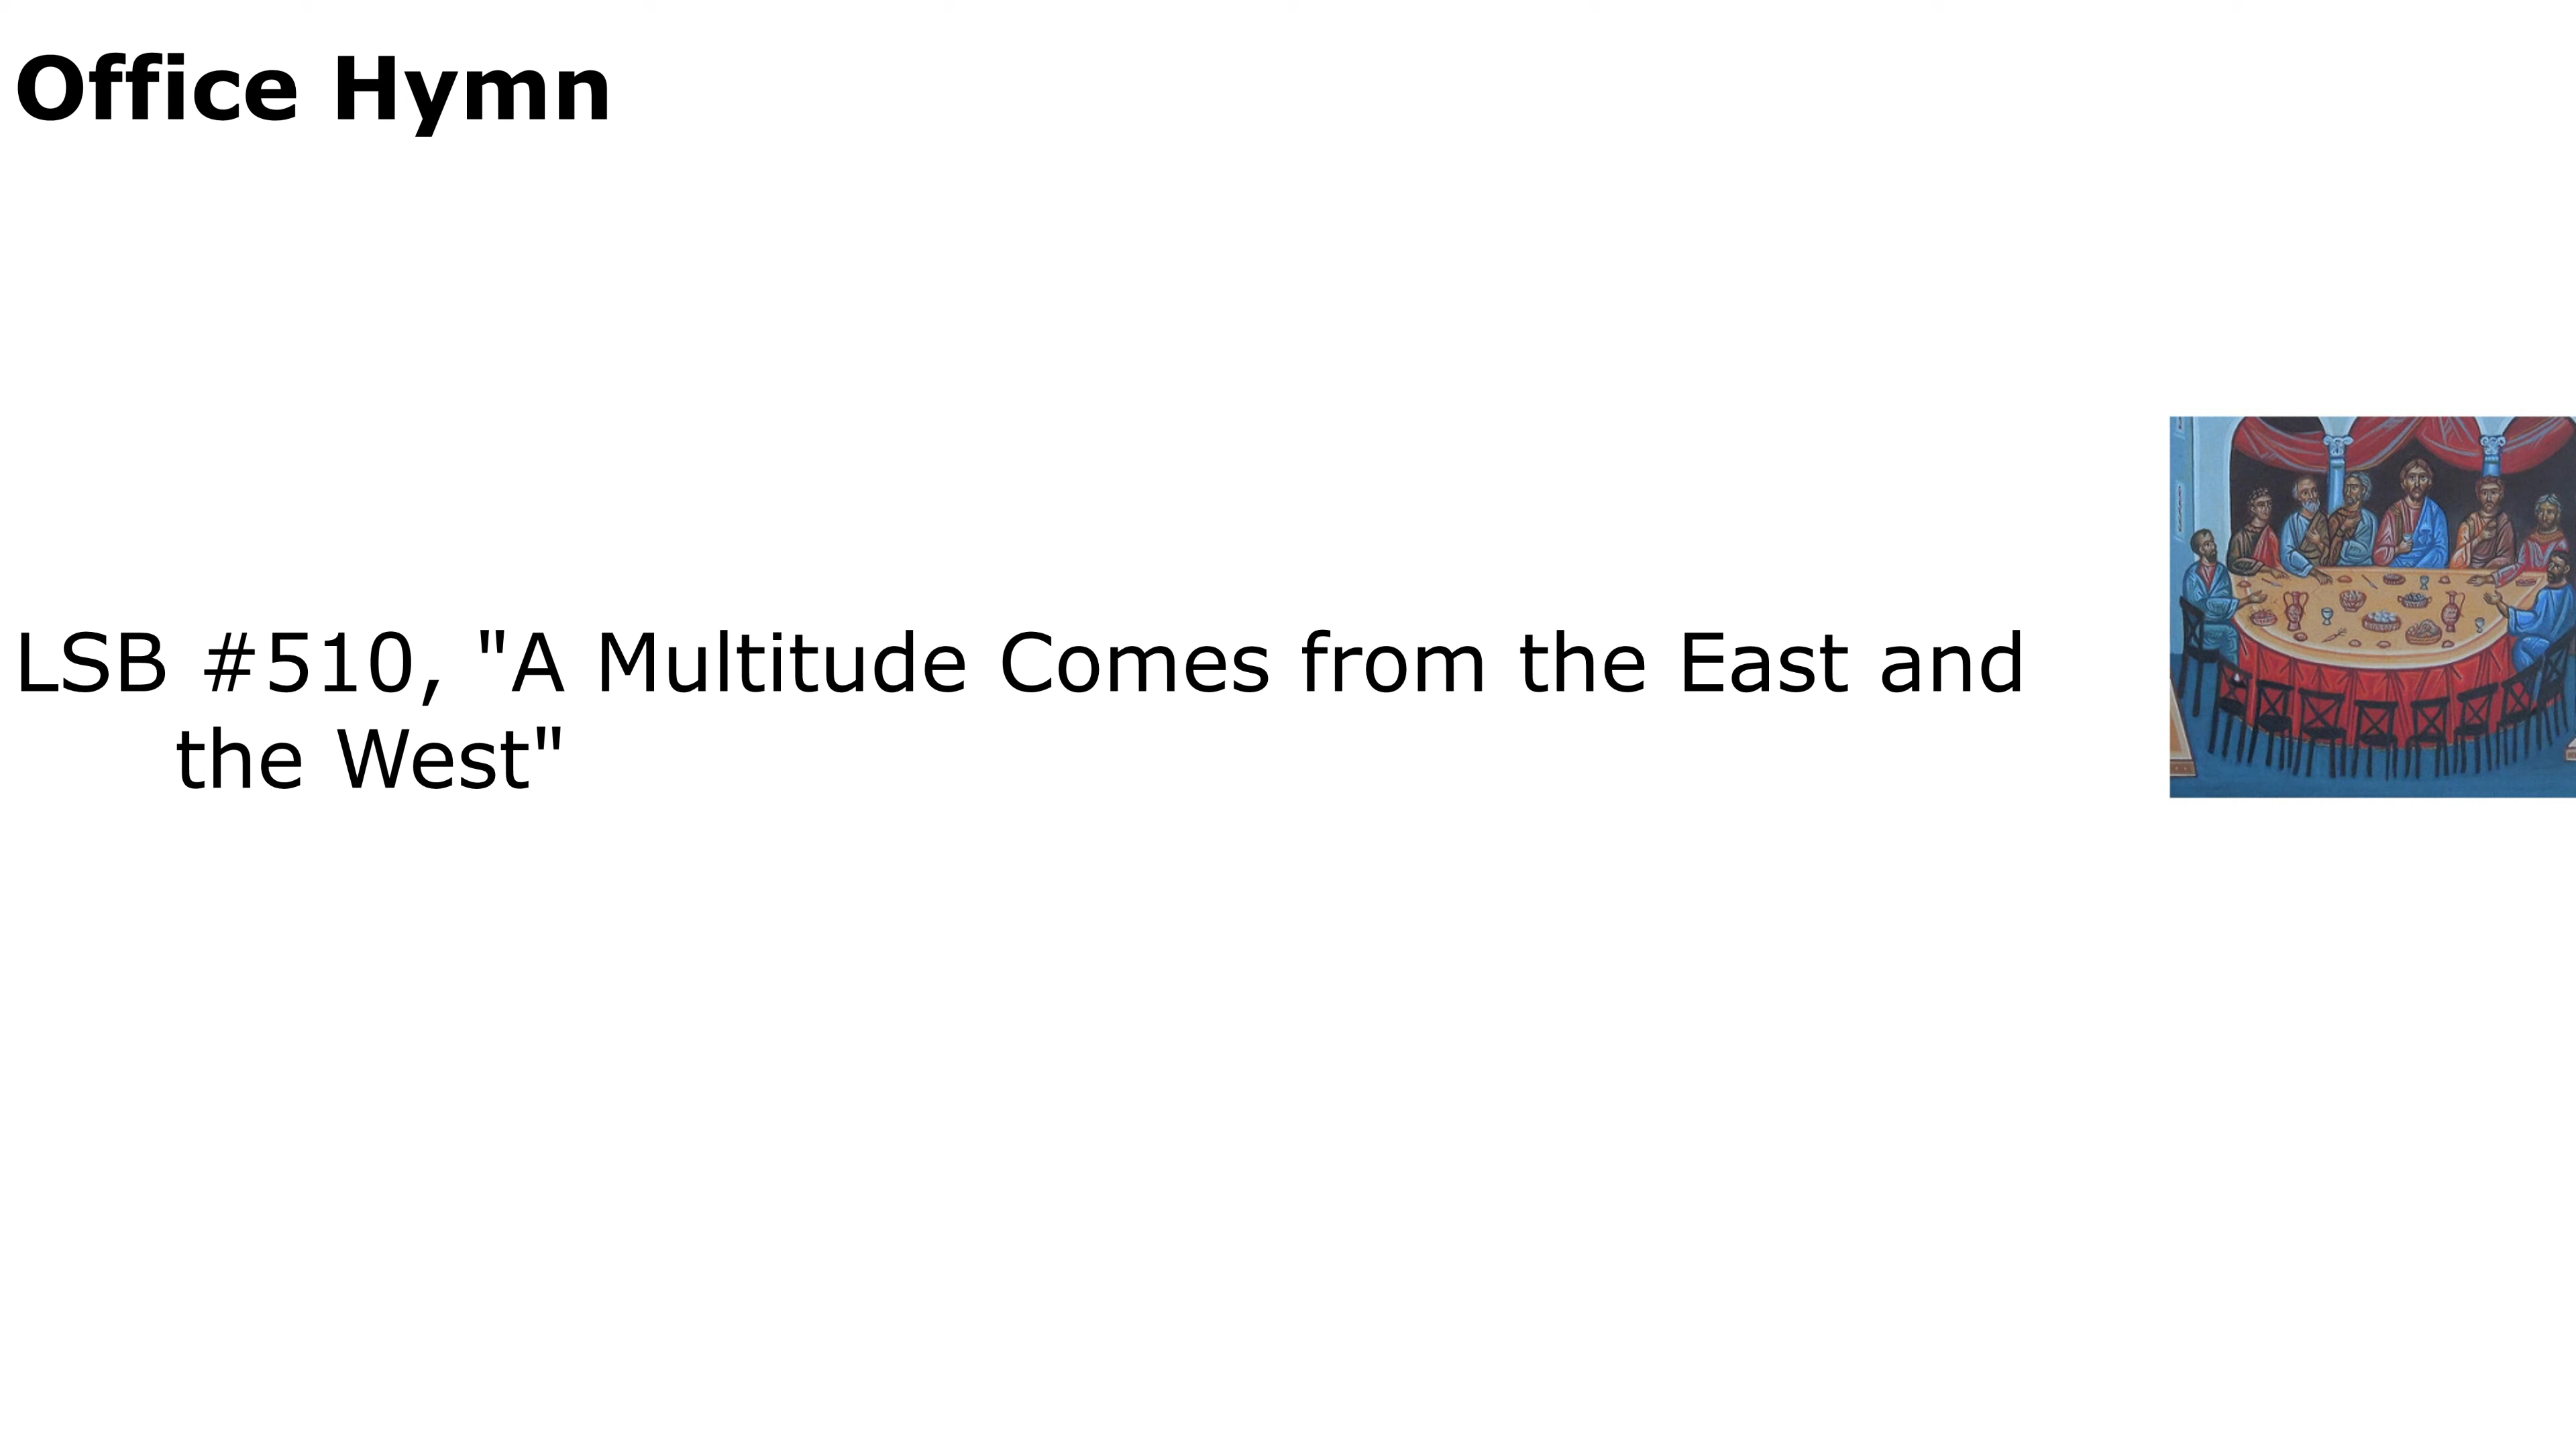 Office Hymn
LSB #510, "A Multitude Comes from the East and
the West"